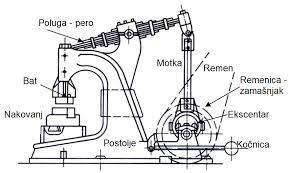 Poluga - pero
Motka
Remen
Bat
Remenica -
zamašnjak
Nakovanj
Ekscentar
Postolje
Kočnica